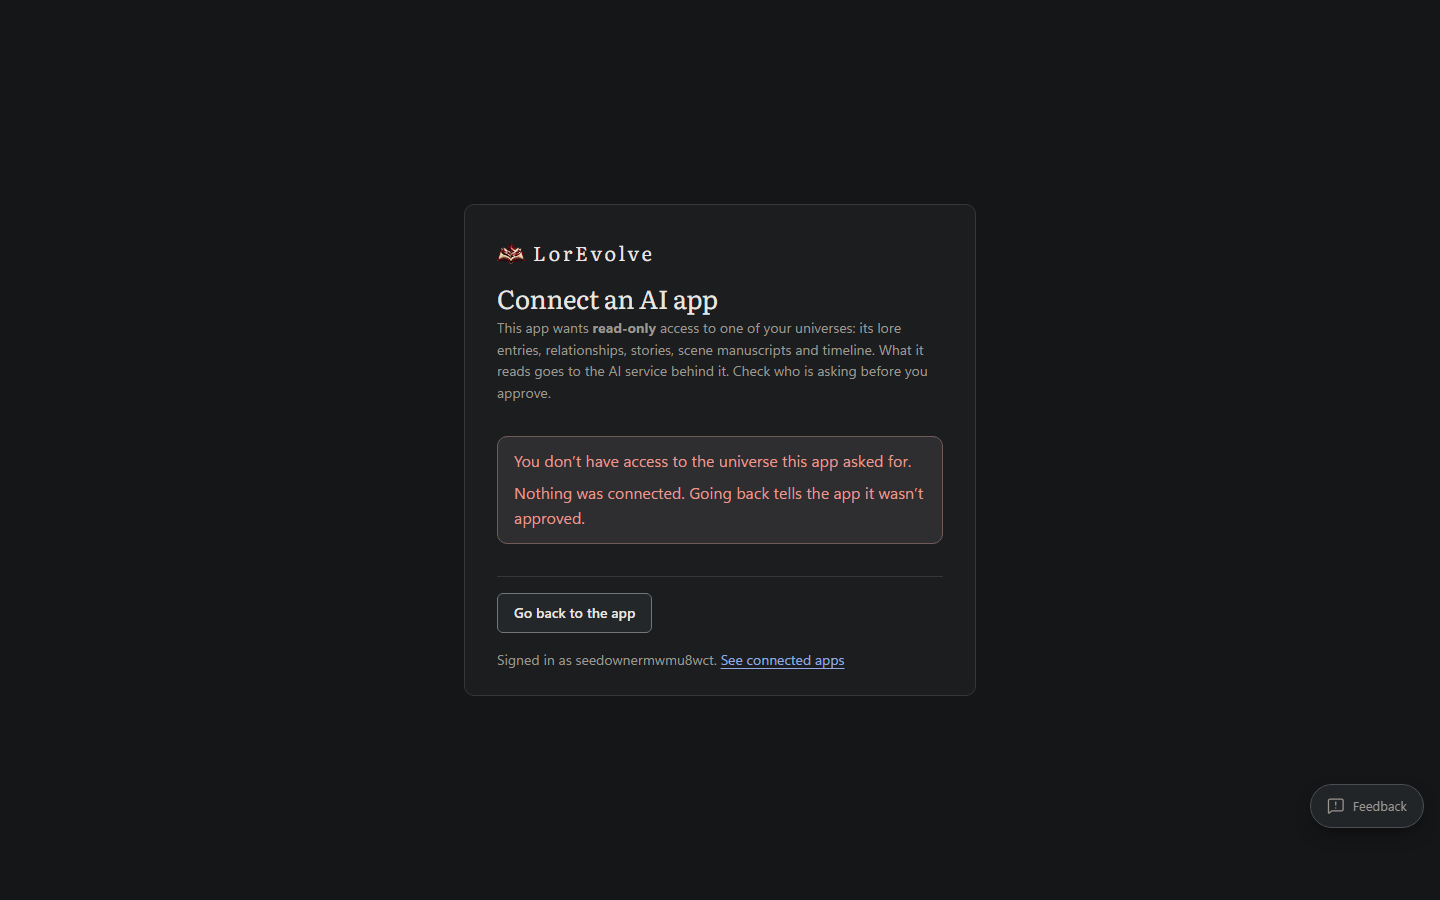 LorEvolve
Connect an AI app
This app wants read-only access to one of your universes: its lore
entries, relationships, stories, scene manuscripts and timeline. What it
reads goes to the AI service behind it. Check who is asking before you
approve.
You don’t have access to the universe this app asked for.
Nothing was connected. Going back tells the app it wasn’t
approved.
Go back to the app
Signed in as seedownermwmu8wct. See connected apps
Feedback